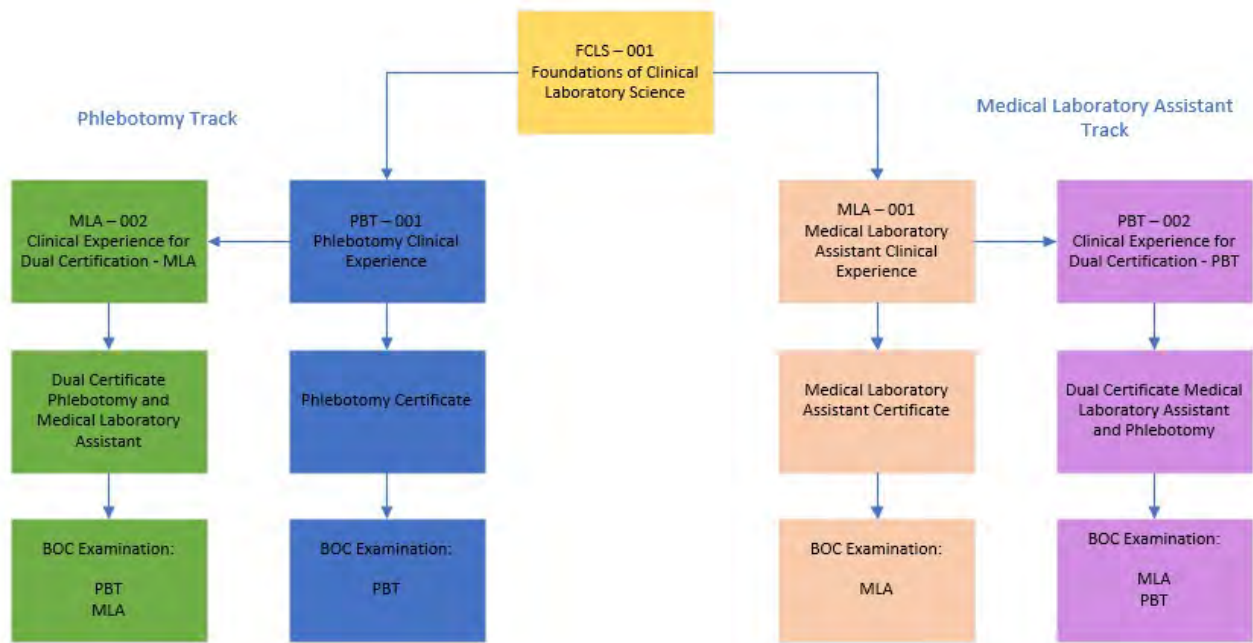 FCLS – 001
Foundations of Clinical
Laboratory Science
Phlebotomy Track
Medical Laboratory Assistant
Track
MLA – 002
Clinical Experience for
Dual Certification - MLA
PBT – 001
Phlebotomy Clinical
Experience
MLA – 001
Medical Laboratory
Assistant Clinical
Experience
PBT – 002
Clinical Experience for
Dual Certification - PBT
Dual Certificate
Phlebotomy and
Medical Laboratory
Assistant
Phlebotomy Certificate
Medical Laboratory
Assistant Certificate
Dual Certificate Medical
Laboratory Assistant
and Phlebotomy
BOC Examination:
PBT
MLA
BOC Examination:
PBT
BOC Examination:
MLA
BOC Examination:
MLA
PBT